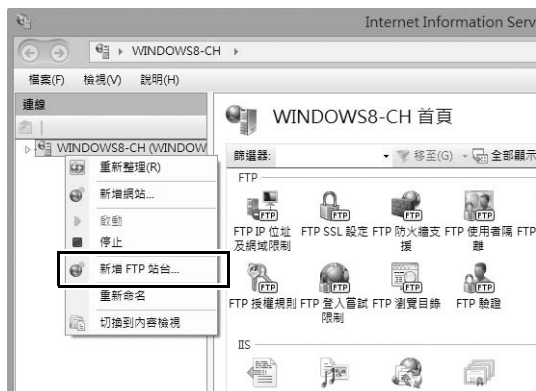 Internet Information Serv
WINDOWS8-CH
檔案(F) 檢視(V) 說明(H)
連線
WINDOWS8-CH (WINDOW
重新整理(R)
新增網站...
啟動
停止
新增 FTP 站台...
重新命名
切換到內容檢視
WINDOWS8-CH 首頁
篩選器: 移至(G) 全部顯示
FTP
FTP IP 位址及網域限制
FTP SSL 設定
FTP 防火牆支援
FTP 使用者隔離
FTP
FTP 授權規則
FTP 登入嘗試限制
FTP 瀏覽目錄
FTP 驗證
IIS